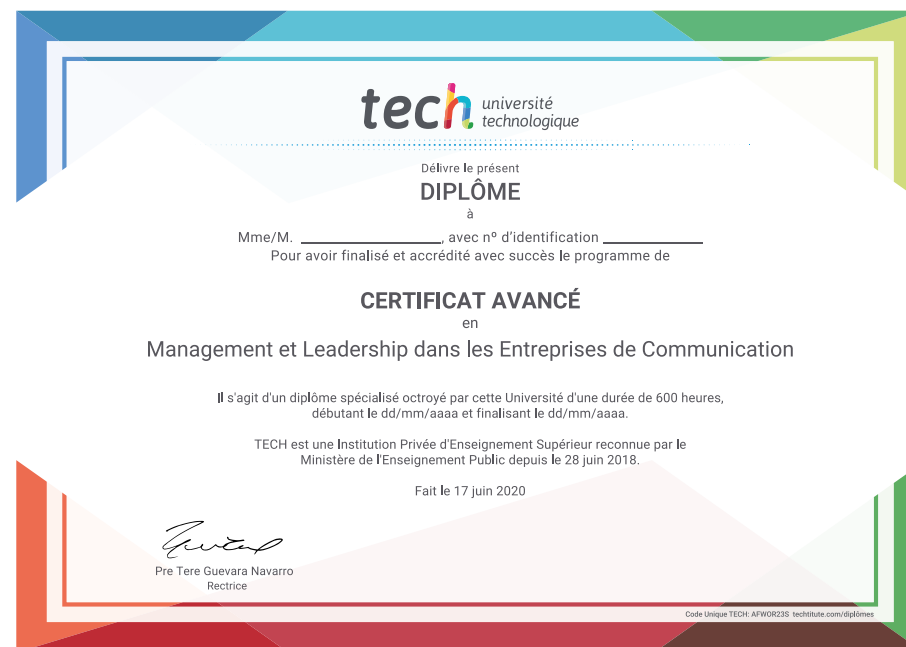 tech université
technologique
Délivre le présent
DIPLÔME
à
Mme/M. ____________, avec nº d'identification ____________
Pour avoir finalisé et accrédité avec succès le programme de
CERTIFICAT AVANCÉ
en
Management et Leadership dans les Entreprises de Communication
Il s'agit d'un diplôme spécialisé octroyé par cette Université d'une durée de 600 heures,
débutant le dd/mm/aaaa et finalisant le dd/mm/aaaa.
TECH est une Institution Privée d'Enseignement Supérieur reconnue par le
Ministère de l'Enseignement Public depuis le 28 juin 2018.
Fait le 17 juin 2020
Pre Tere Guevara Navarro
Rectrice
Code Unique TECH: AFWOR23S techtitute.com/diplômes